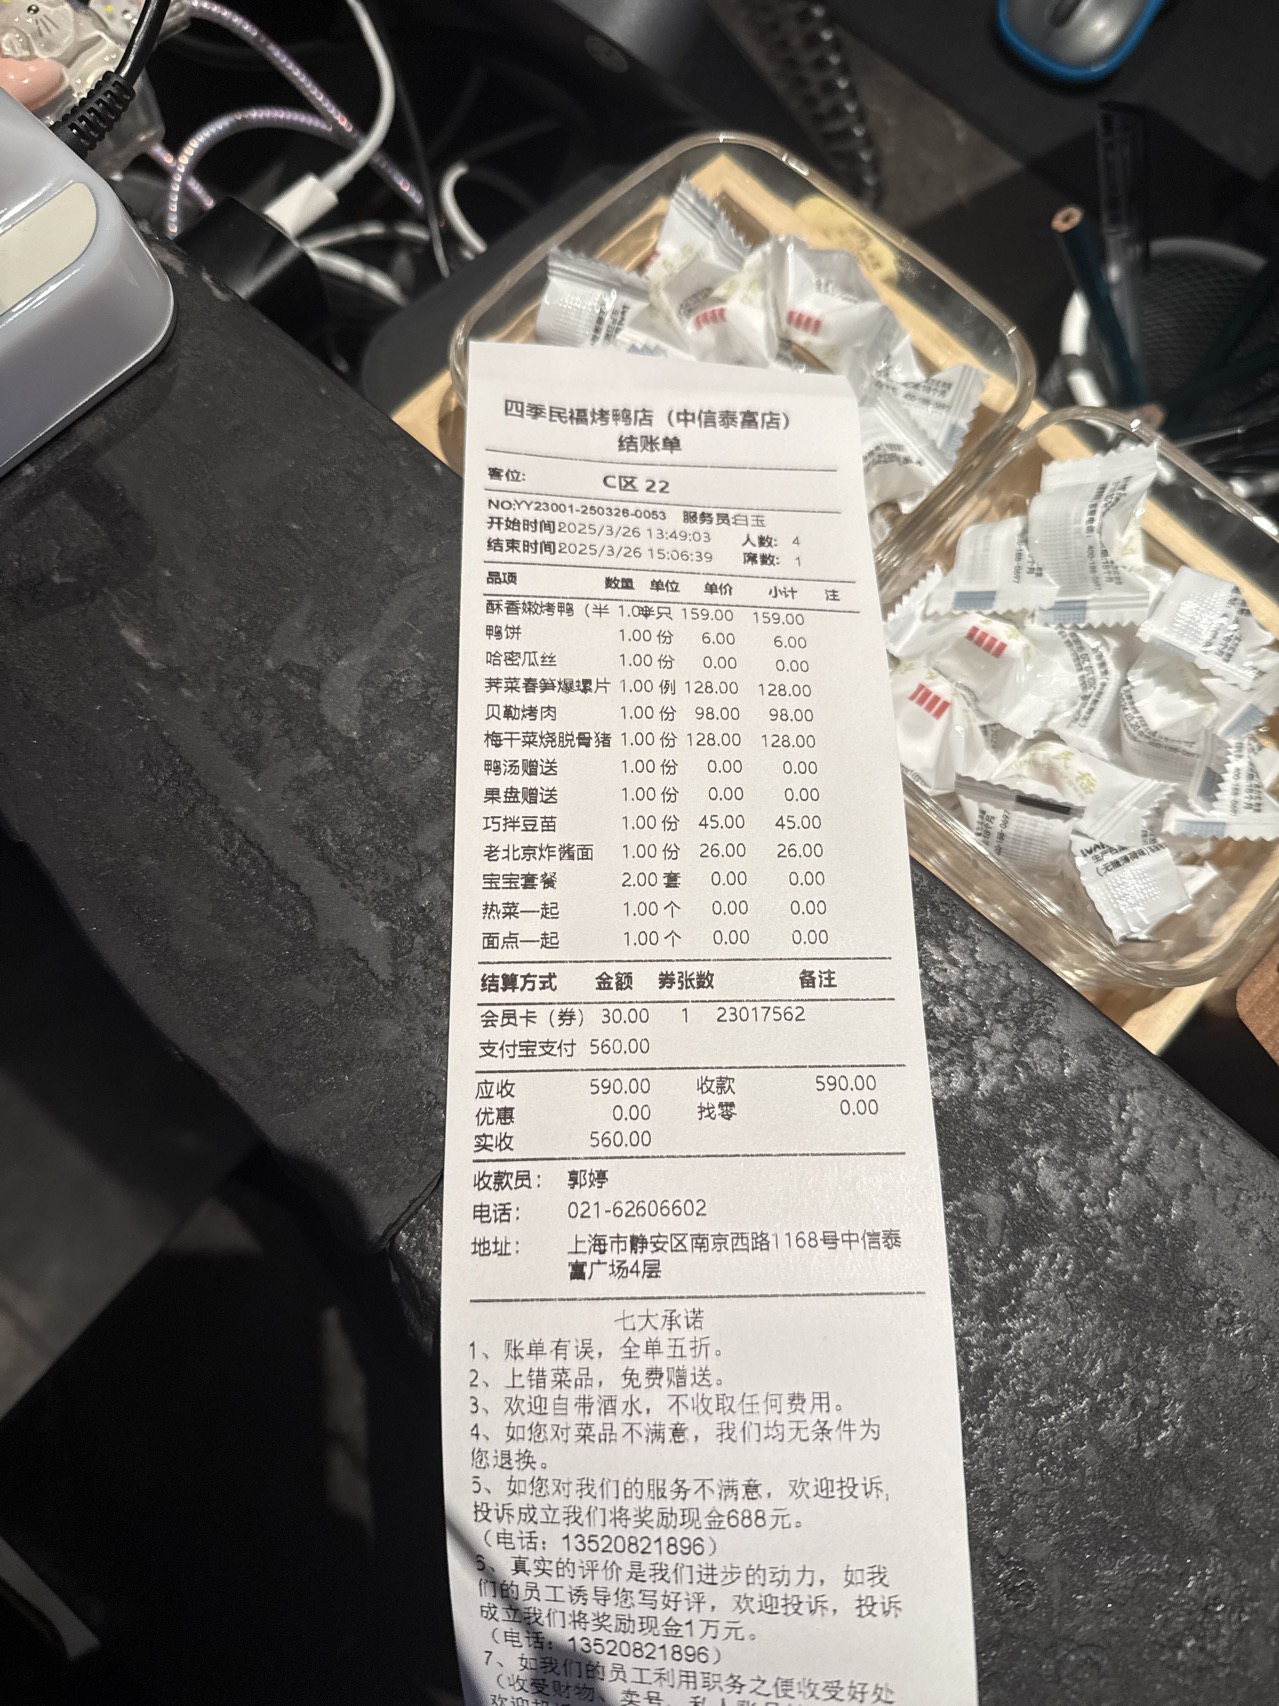 四季民福烤鸭店（中信泰富店）
结账单
客位： C区 22
NO:YY23001-250326-0053 服务员:白玉
开始时间 2025/3/26 13:49:03 人数： 4
结束时间 2025/3/26 15:06:39 席数： 1
品项 数量 单位 单价 小计 注
酥香嫩烤鸭（半 1.00 半只 159.00 159.00
鸭饼 1.00 份 6.00 6.00
哈密瓜丝 1.00 份 0.00 0.00
荠菜春笋爆螺片 1.00 例 128.00 128.00
贝勒烤肉 1.00 份 98.00 98.00
梅干菜烧脱骨猪 1.00 份 128.00 128.00
鸭汤赠送 1.00 份 0.00 0.00
果盘赠送 1.00 份 0.00 0.00
巧拌豆苗 1.00 份 45.00 45.00
老北京炸酱面 1.00 份 26.00 26.00
宝宝套餐 2.00 套 0.00 0.00
热菜一起 1.00 个 0.00 0.00
面点一起 1.00 个 0.00 0.00
结算方式 金额 券张数 备注
会员卡（券） 30.00 1 23017562
支付宝支付 560.00
应收 590.00 收款 590.00
优惠 0.00 找零 0.00
实收 560.00
收款员： 郭婷
电话： 021-62606602
地址： 上海市静安区南京西路1168号中信泰
富广场4层
七大承诺
1、账单有误，全单五折。
2、上错菜品，免费赠送。
3、欢迎自带酒水，不收取任何费用。
4、如您对菜品不满意，我们均无条件为
您退换。
5、如您对我们的服务不满意，欢迎投诉，
投诉成立我们将奖励现金688元。
（电话：13520821896）
6、真实的评价是我们进步的动力，如我
们的员工诱导您写好评，欢迎投诉，投诉
成立我们将奖励现金1万元。
（电话：13520821896）
7、如我们的员工利用职务之便收受好处
（收受财物、卖号、私人